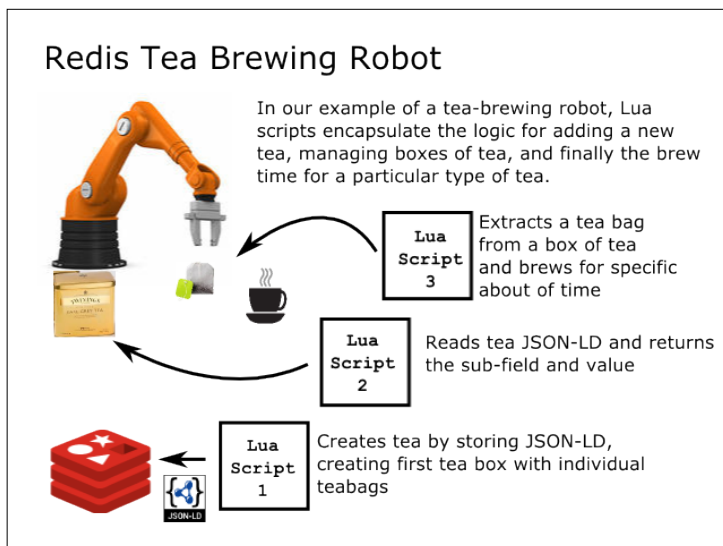 Redis Tea Brewing Robot
In our example of a tea-brewing robot, Lua
scripts encapsulate the logic for adding a new
tea, managing boxes of tea, and finally the brew
time for a particular type of tea.
Lua
Script
3
Extracts a tea bag
from a box of tea
and brews for specific
about of time
TWININGS
Lua
Script
2
Reads tea JSON-LD and returns
the sub-field and value
Lua
Script
1
Creates tea by storing JSON-LD,
creating first tea box with individual
teabags
JSON-LD